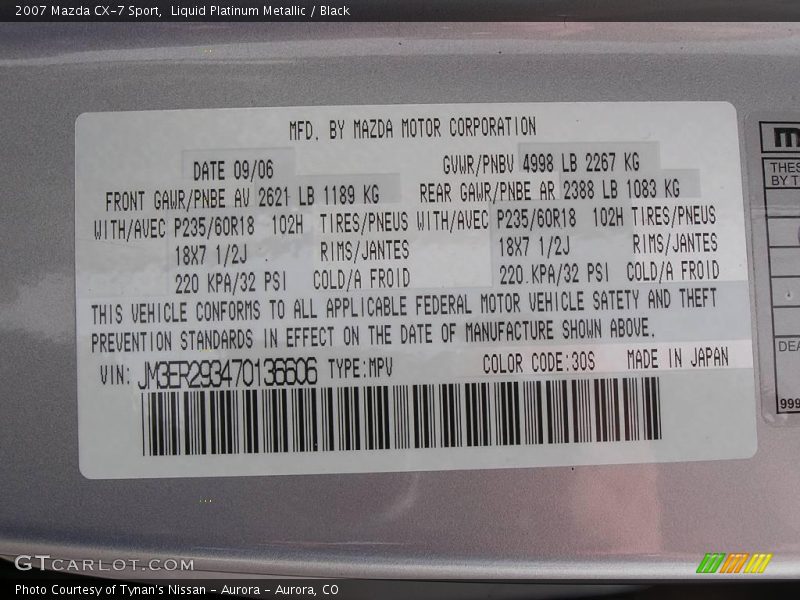 2007 Mazda CX-7 Sport, Liquid Platinum Metallic / Black
MFD. BY MAZDA MOTOR CORPORATION
DATE 09/06 GVWR/PNBV 4998 LB 2267 KG
FRONT GAWR/PNBE AV 2621 LB 1189 KG REAR GAWR/PNBE AR 2388 LB 1083 KG
WITH/AVEC P235/60R18 102H TIRES/PNEUS WITH/AVEC P235/60R18 102H TIRES/PNEUS
18X7 1/2J RIMS/JANTES 18X7 1/2J RIMS/JANTES
220 KPA/32 PSI COLD/A FROID 220 KPA/32 PSI COLD/A FROID
THIS VEHICLE CONFORMS TO ALL APPLICABLE FEDERAL MOTOR VEHICLE SAFETY AND THEFT
PREVENTION STANDARDS IN EFFECT ON THE DATE OF MANUFACTURE SHOWN ABOVE.
VIN: JM3ER293470136606 TYPE:MPV COLOR CODE:30S MADE IN JAPAN
m
THES
BY T
DEA
999
GTCARLOT.COM
Photo Courtesy of Tynan's Nissan - Aurora - Aurora, CO